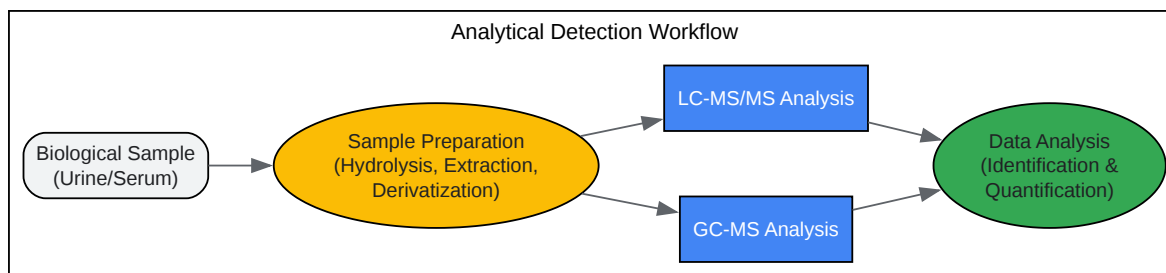 Analytical Detection Workflow
Biological Sample
(Urine/Serum)
Sample Preparation
(Hydrolysis, Extraction,
Derivatization)
LC-MS/MS Analysis
GC-MS Analysis
Data Analysis
(Identification &
Quantification)